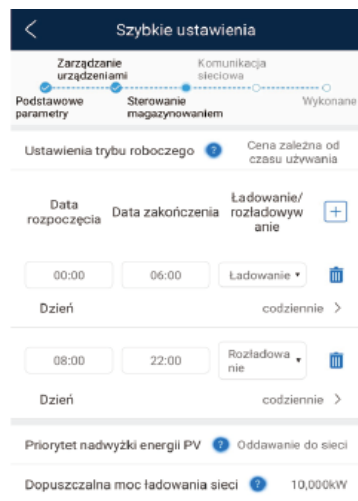 Szybkie ustawienia
Zarządzanie
urządzeniami
Komunikacja
sieciowa
Podstawowe
parametry
Sterowanie
magazynowaniem
Wykonane
Ustawienia trybu roboczego ?
Cena zależna od
czasu używania
Data
rozpoczęcia
Data zakończenia
Ładowanie/
rozładowyw
anie
00:00 06:00 Ładowanie
Dzień codziennie >
08:00 22:00 Rozładowa
nie
Dzień codziennie >
Priorytet nadwyżki energii PV ? Oddawanie do sieci
Dopuszczalna moc ładowania sieci ? 10,000kW